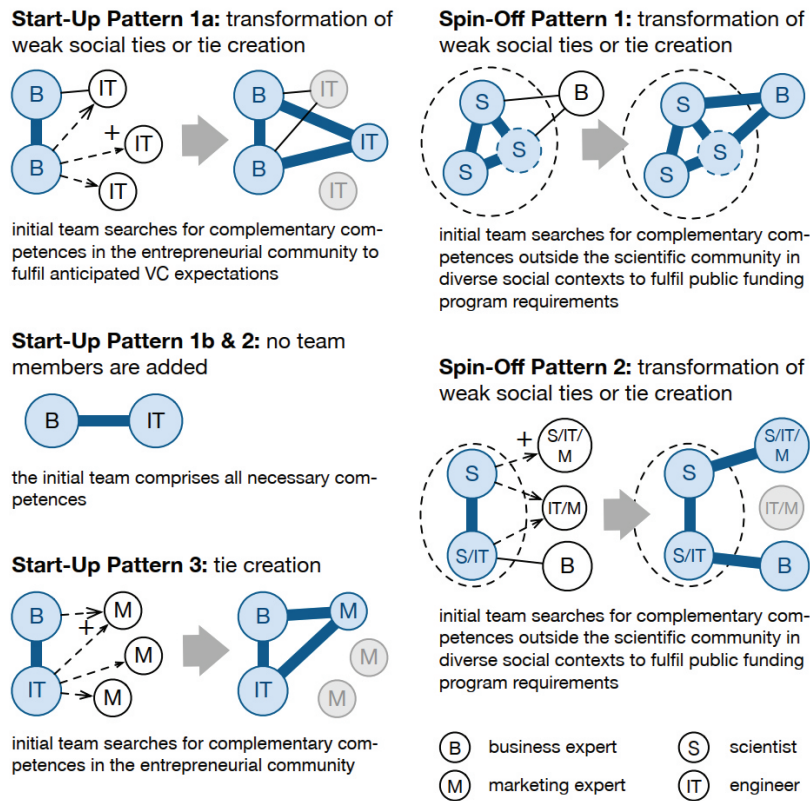 Start-Up Pattern 1a: transformation of
weak social ties or tie creation
B
IT
+
IT
B
IT
B
IT
IT
B
IT
initial team searches for complementary com-
petences in the entrepreneurial community to
fulfil anticipated VC expectations
Start-Up Pattern 1b & 2: no team
members are added
B
IT
the initial team comprises all necessary com-
petences
Start-Up Pattern 3: tie creation
B
M
+
M
IT
M
B
M
M
IT
M
initial team searches for complementary com-
petences in the entrepreneurial community
Spin-Off Pattern 1: transformation of
weak social ties or tie creation
S
B
S
S
S
B
S
S
initial team searches for complementary com-
petences outside the scientific community in
diverse social contexts to fulfil public funding
program requirements
Spin-Off Pattern 2: transformation of
weak social ties or tie creation
+
S/IT/
M
S
IT/M
S/IT
B
S/IT/
M
S
IT/M
S/IT
B
initial team searches for complementary com-
petences outside the scientific community in
diverse social contexts to fulfil public funding
program requirements
B business expert
S scientist
M marketing expert
IT engineer